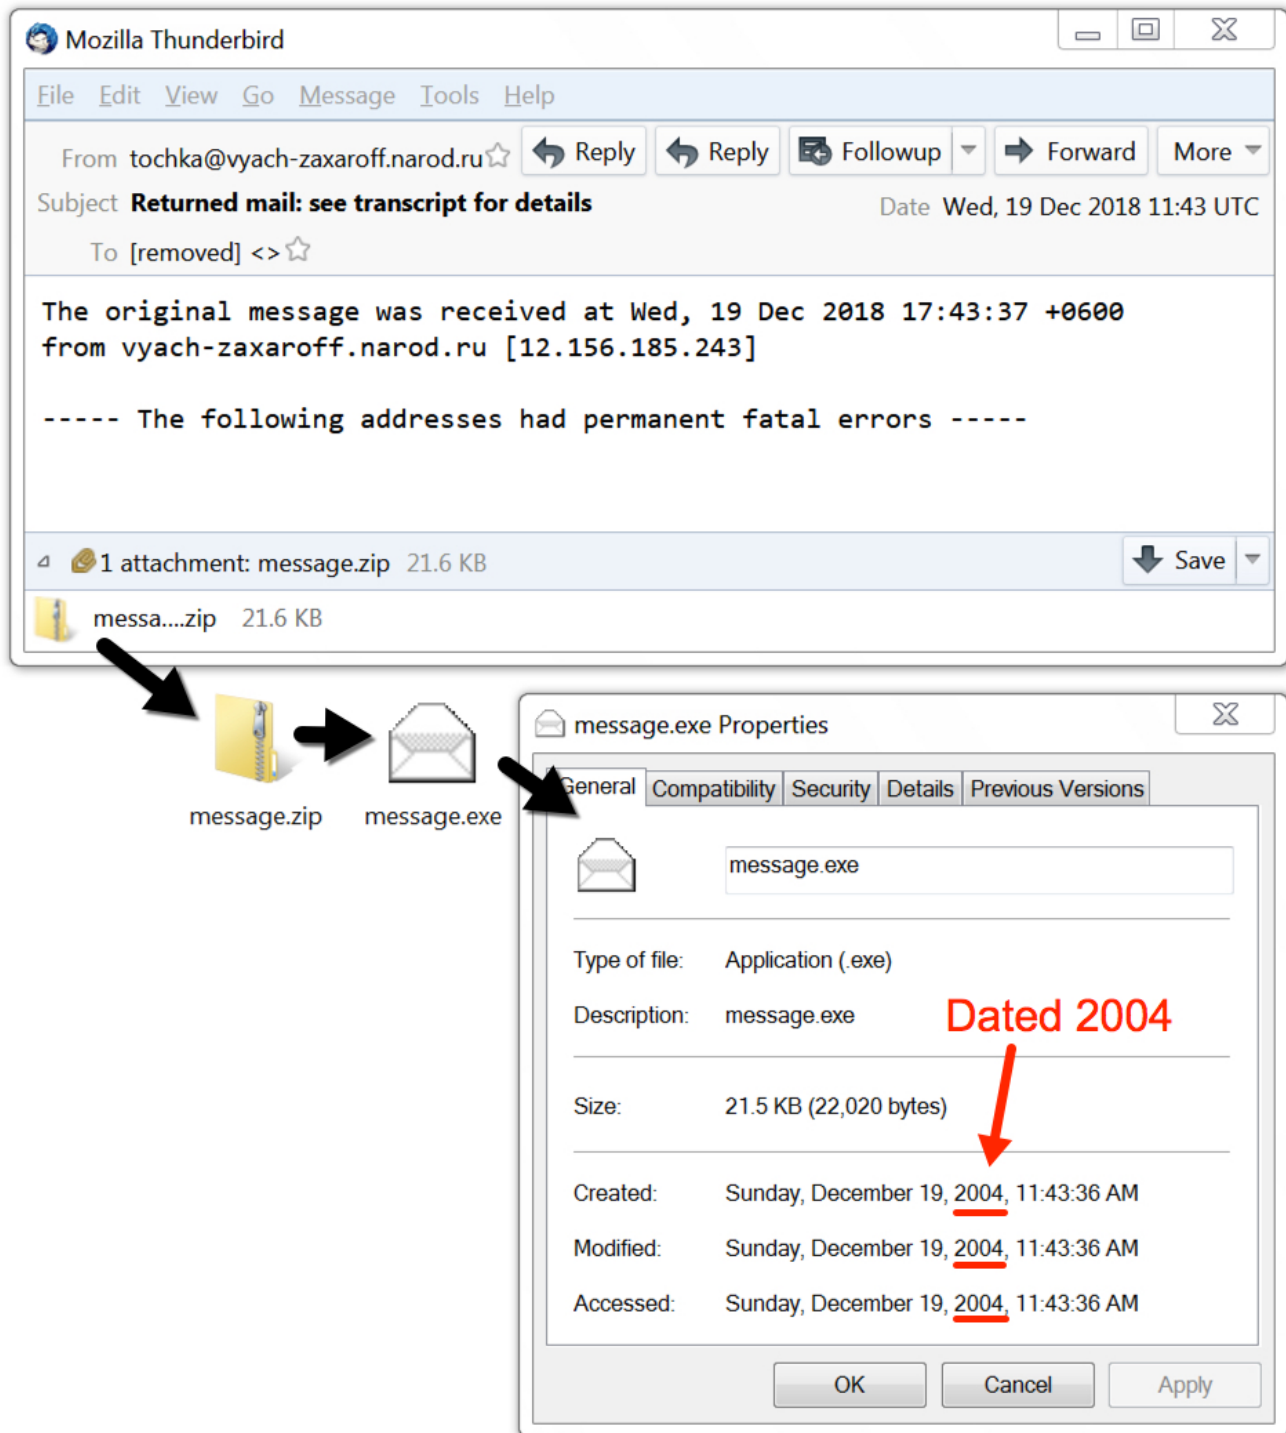 Mozilla Thunderbird
File Edit View Go Message Tools Help
From tochka@vyach-zaxaroff.narod.ru Reply Reply Followup Forward More
Subject Returned mail: see transcript for details Date Wed, 19 Dec 2018 11:43 UTC
To [removed] <>
The original message was received at Wed, 19 Dec 2018 17:43:37 +0600
from vyach-zaxaroff.narod.ru [12.156.185.243]
----- The following addresses had permanent fatal errors -----
1 attachment: message.zip 21.6 KB Save
messa....zip 21.6 KB
message.zip message.exe
message.exe Properties
General Compatibility Security Details Previous Versions
message.exe
Type of file: Application (.exe)
Description: message.exe
Dated 2004
Size: 21.5 KB (22,020 bytes)
Created: Sunday, December 19, 2004, 11:43:36 AM
Modified: Sunday, December 19, 2004, 11:43:36 AM
Accessed: Sunday, December 19, 2004, 11:43:36 AM
OK Cancel Apply